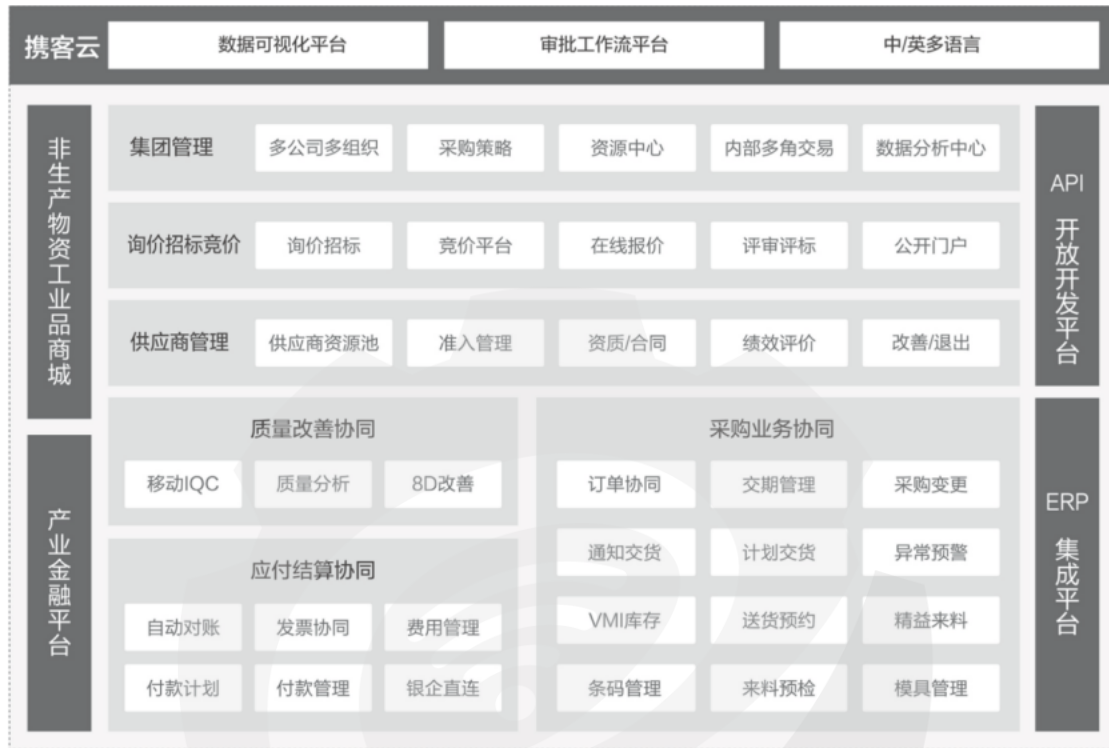 携客云 数据可视化平台 审批工作流平台 中/英多语言
非生产物资工业品商城
集团管理 多公司多组织 采购策略 资源中心 内部多角交易 数据分析中心
询价招标竞价 询价招标 竞价平台 在线报价 评审评标 公开门户
供应商管理 供应商资源池 准入管理 资质/合同 绩效评价 改善/退出
API 开放开发平台
产业金融平台
质量改善协同
移动IQC 质量分析 8D改善
应付结算协同
自动对账 发票协同 费用管理
付款计划 付款管理 银企直连
采购业务协同
订单协同 交期管理 采购变更
通知交货 计划交货 异常预警
VMI库存 送货预约 精益来料
条码管理 来料预检 模具管理
ERP 集成平台